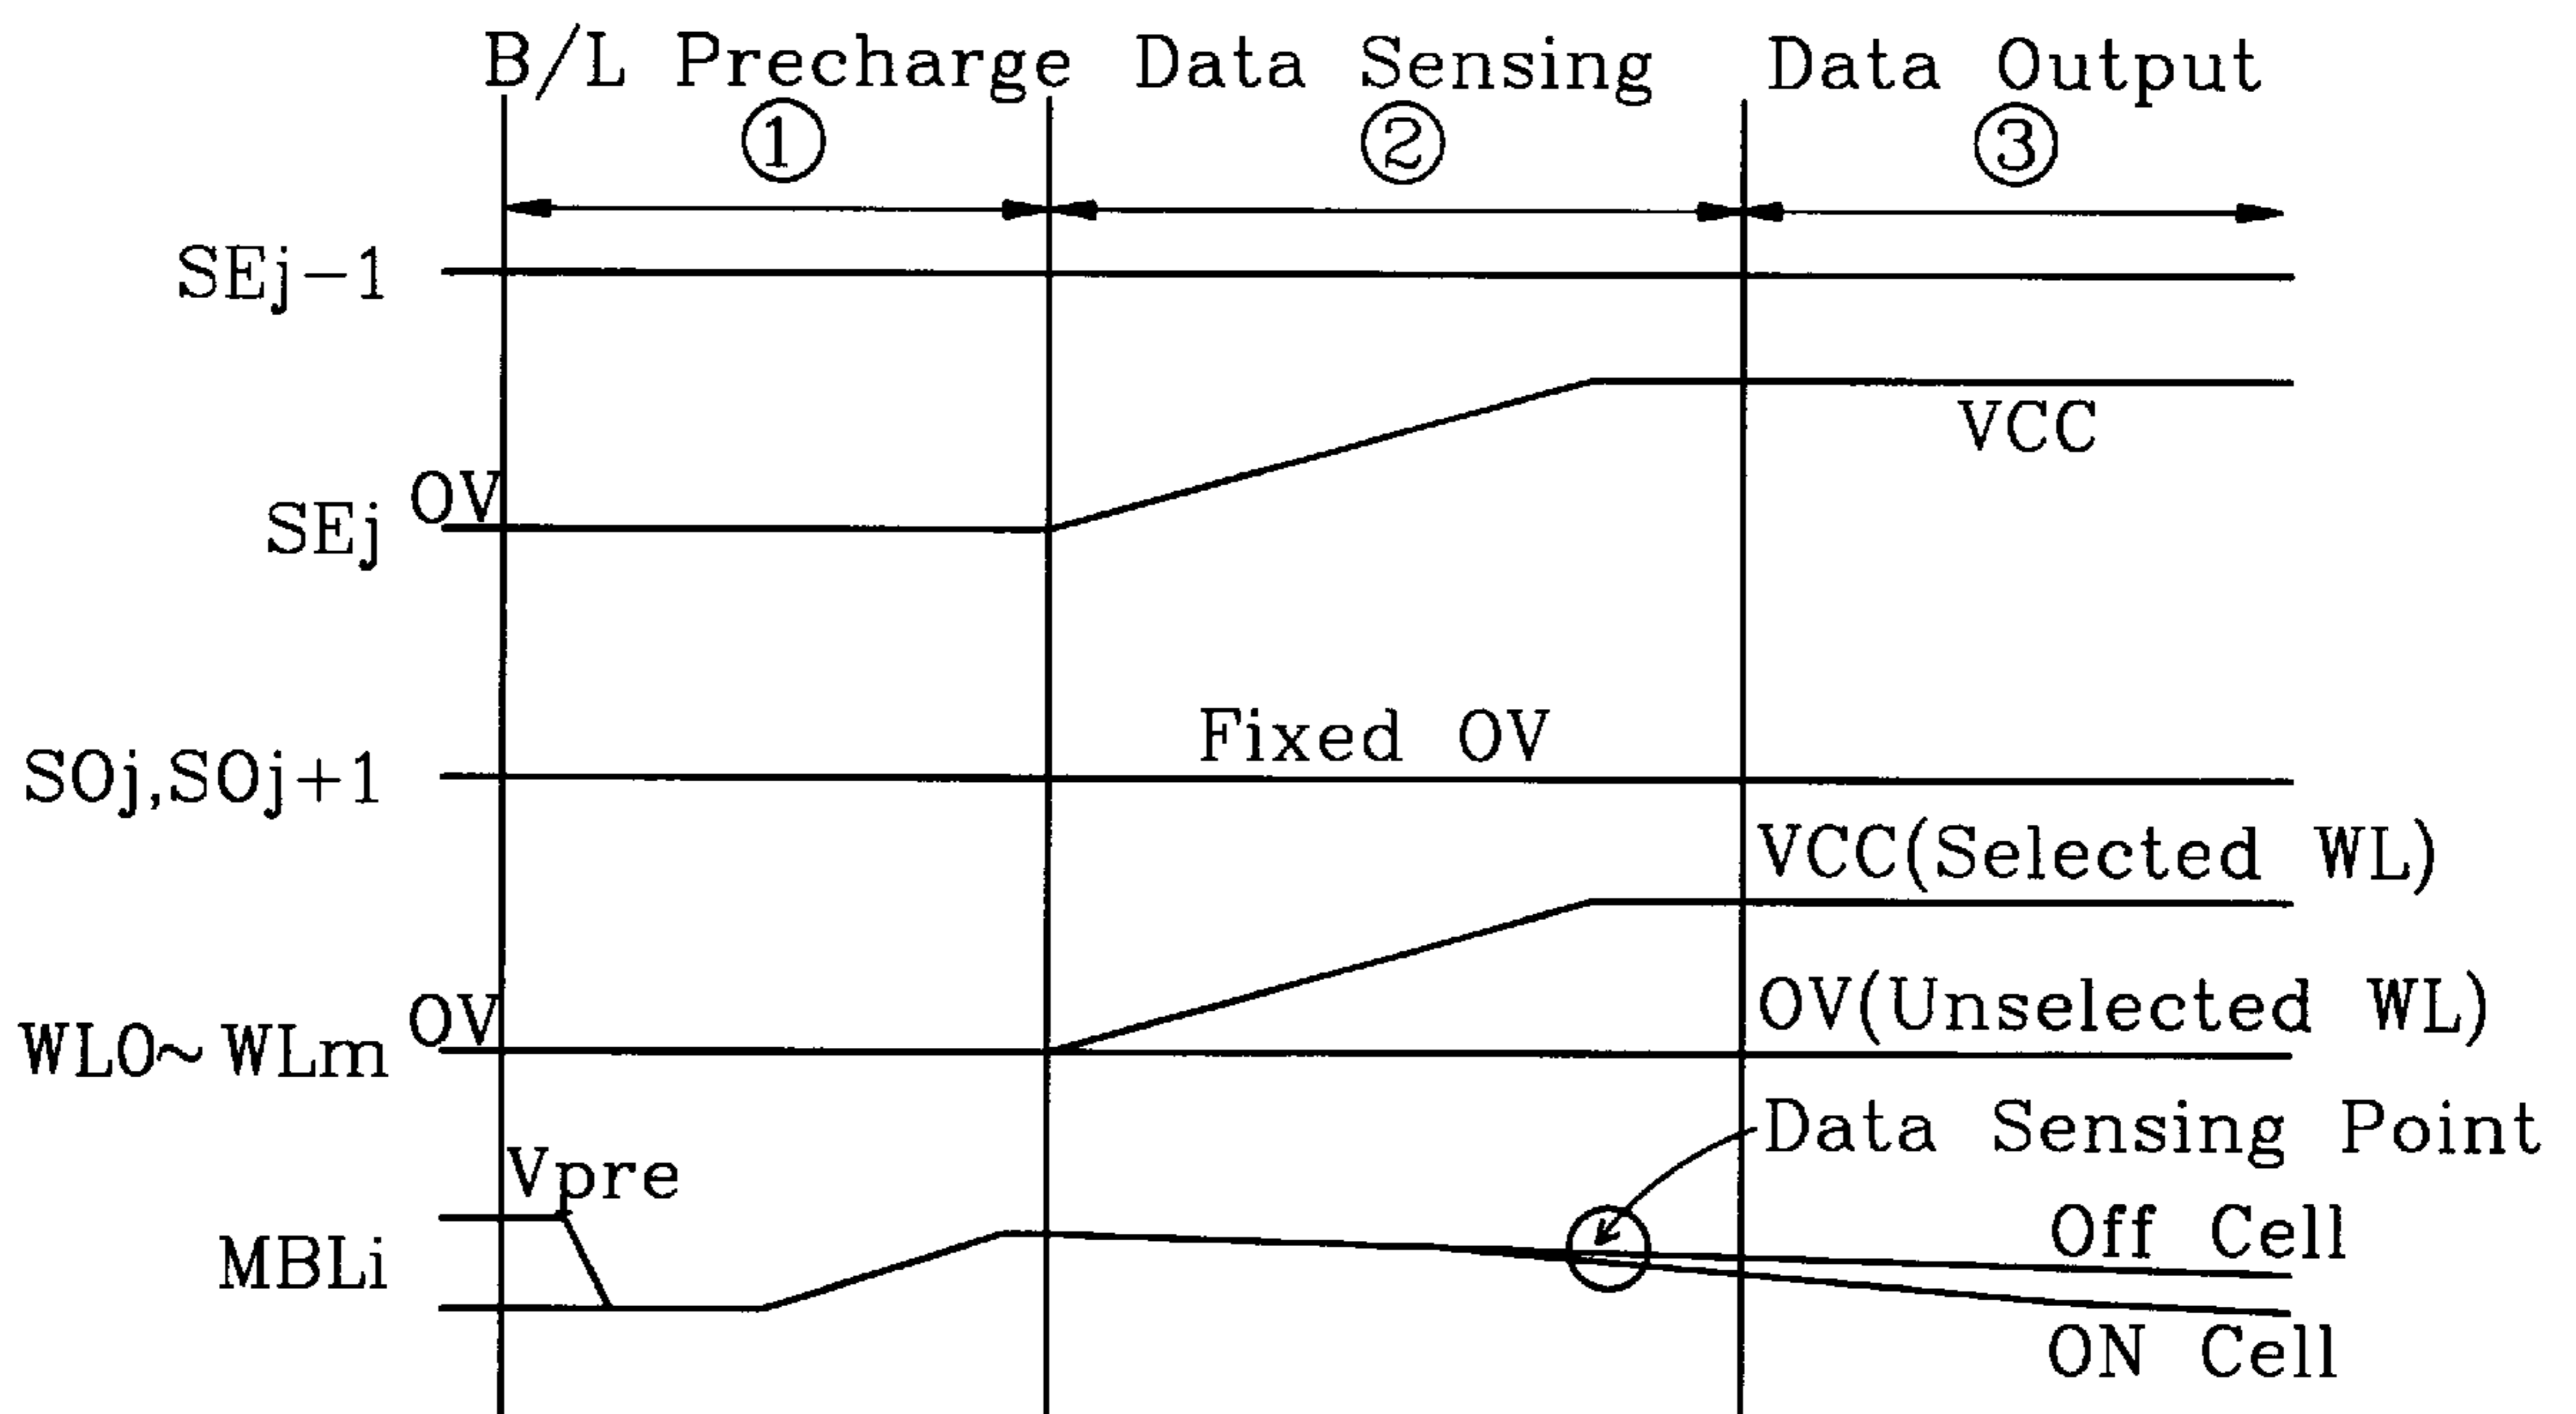 B/L Precharge Data Sensing Data Output
① ② ③
SEj-1
VCC
SEj 0V
Fixed 0V
SOj,SOj+1
VCC(Selected WL)
WL0~WLm 0V
0V(Unselected WL)
Data Sensing Point
Vpre
MBLi
Off Cell
ON Cell